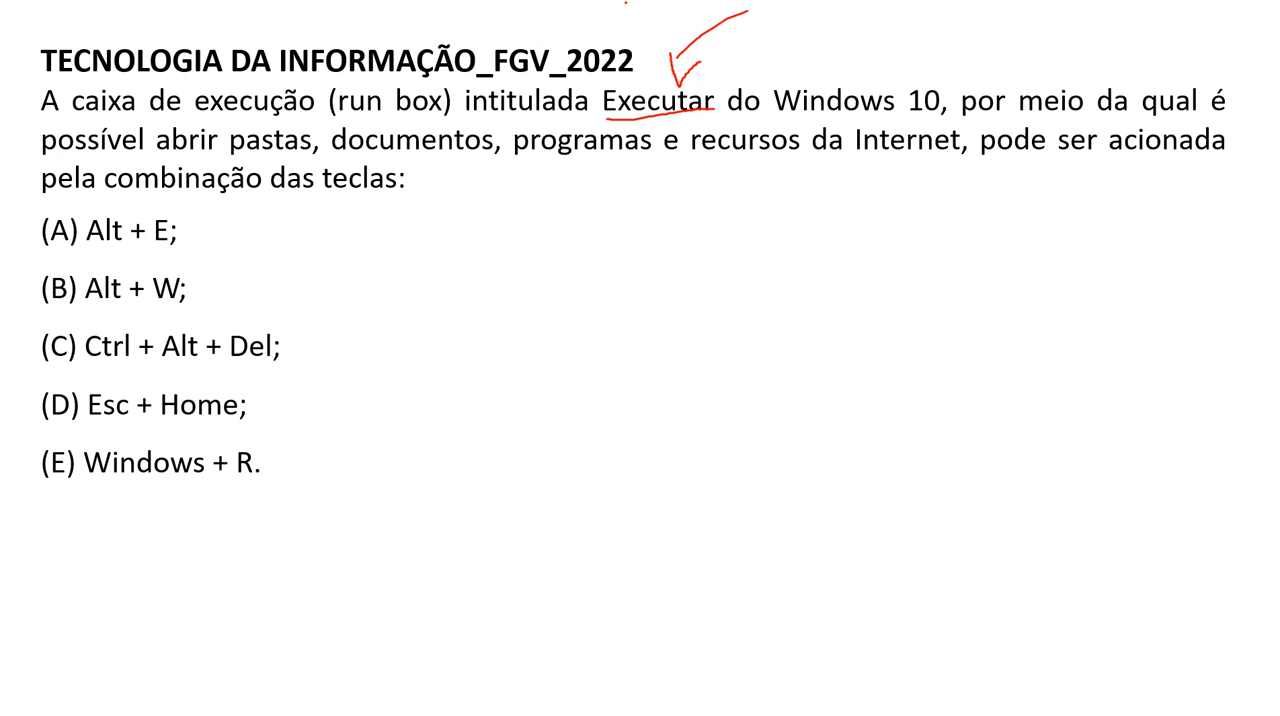 TECNOLOGIA DA INFORMAÇÃO_FGV_2022
A caixa de execução (run box) intitulada Executar do Windows 10, por meio da qual é
possível abrir pastas, documentos, programas e recursos da Internet, pode ser acionada
pela combinação das teclas:
(A) Alt + E;
(B) Alt + W;
(C) Ctrl + Alt + Del;
(D) Esc + Home;
(E) Windows + R.